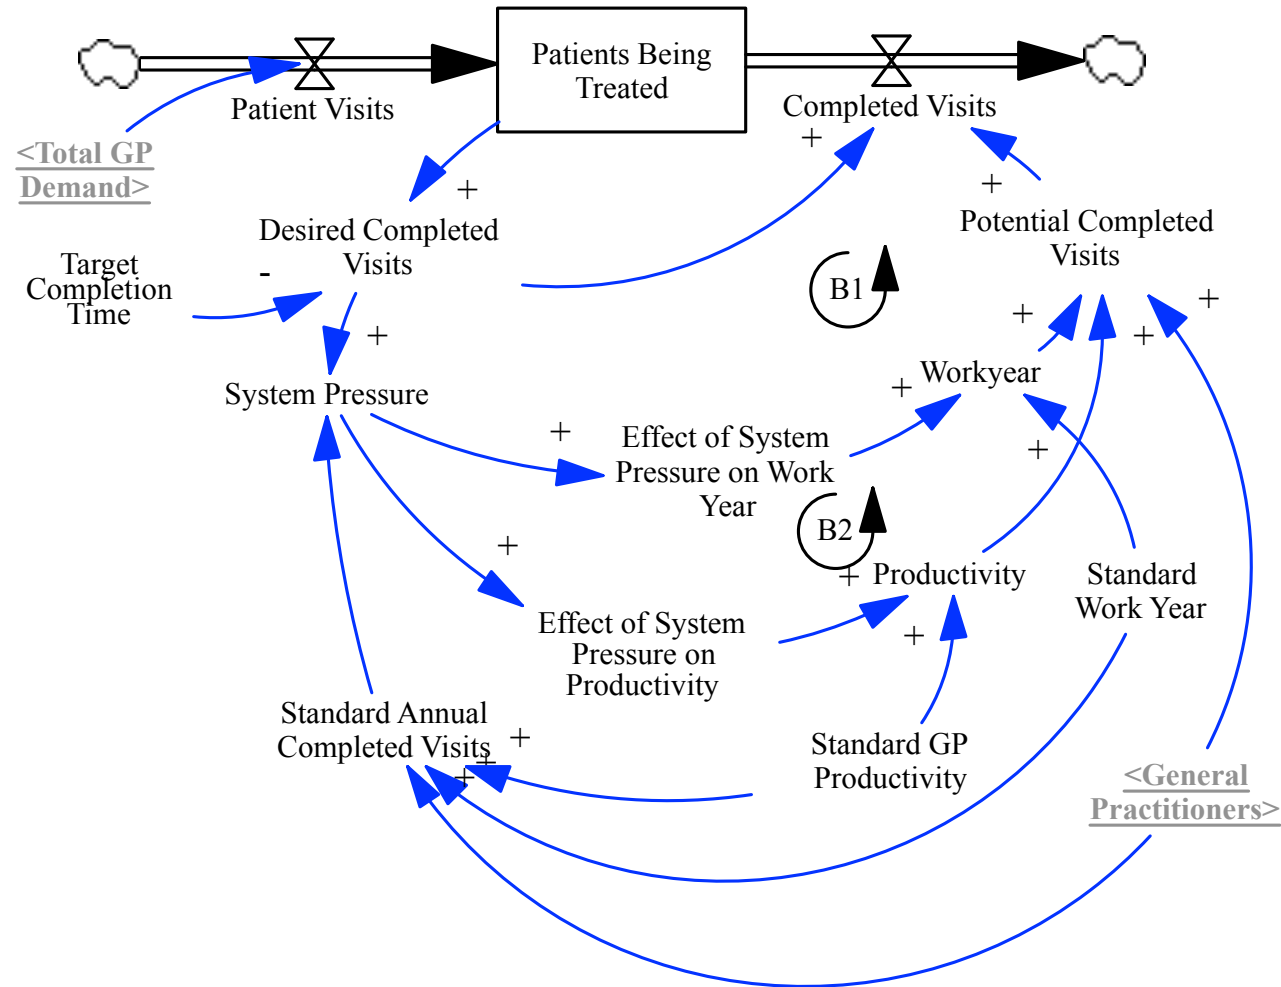 Patients Being
Treated
Patient Visits
Completed Visits
+
<Total GP
Demand>
+
+
Desired Completed
Visits
Potential Completed
Visits
Target
Completion
Time
-
B1
+
+
+
+
System Pressure
Workyear
+
+
Effect of System
Pressure on Work
Year
+
B2
+
+
Productivity
Standard
Work Year
Effect of System
Pressure on
Productivity
+
Standard Annual
Completed Visits
+
+
+
Standard GP
Productivity
<General
Practitioners>